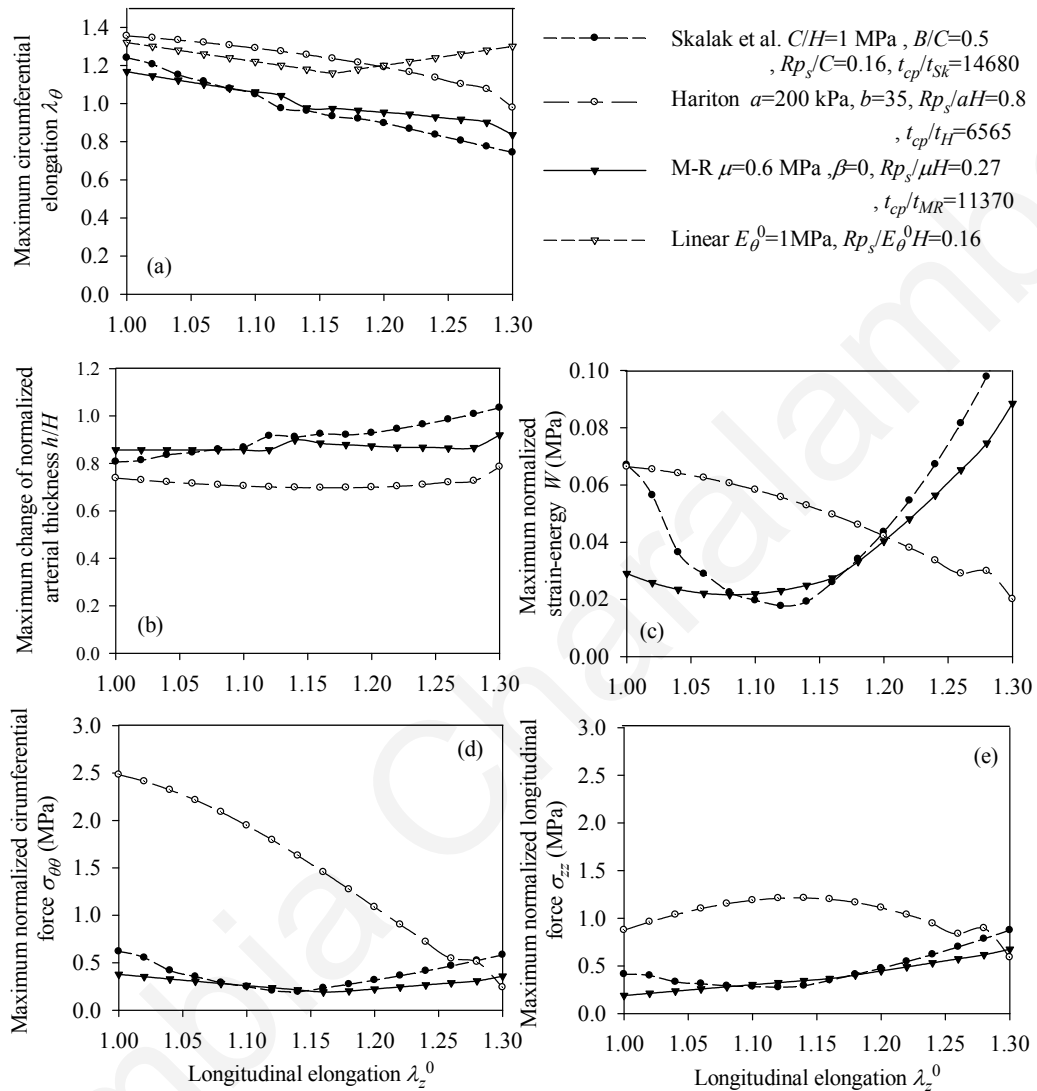 Maximum circumferential
elongation λθ
1.4
1.2
1.0
0.8
0.6
0.4
0.2
0.0
(a)
1.00 1.05 1.10 1.15 1.20 1.25 1.30
Skalak et al. C/H=1 MPa , B/C=0.5
, Rps/C=0.16, tcp/tSk=14680
Hariton a=200 kPa, b=35, Rps/aH=0.8
, tcp/tH=6565
M-R μ=0.6 MPa ,β=0, Rps/μH=0.27
, tcp/tMR=11370
Linear Eθ⁰=1MPa, Rps/Eθ⁰H=0.16
Maximum change of normalized
arterial thickness h/H
1.2
1.0
0.8
0.6
0.4
0.2
0.0
(b)
1.00 1.05 1.10 1.15 1.20 1.25 1.30
Maximum normalized
strain-energy W (MPa)
0.10
0.08
0.06
0.04
0.02
0.00
(c)
1.00 1.05 1.10 1.15 1.20 1.25 1.30
Maximum normalized cirumferential
force σθθ (MPa)
3.0
2.5
2.0
1.5
1.0
0.5
0.0
(d)
1.00 1.05 1.10 1.15 1.20 1.25 1.30
Longitudinal elongation λz⁰
Maximum normalized longitudinal
force σzz (MPa)
3.0
2.5
2.0
1.5
1.0
0.5
0.0
(e)
1.00 1.05 1.10 1.15 1.20 1.25 1.30
Longitudinal elongation λz⁰